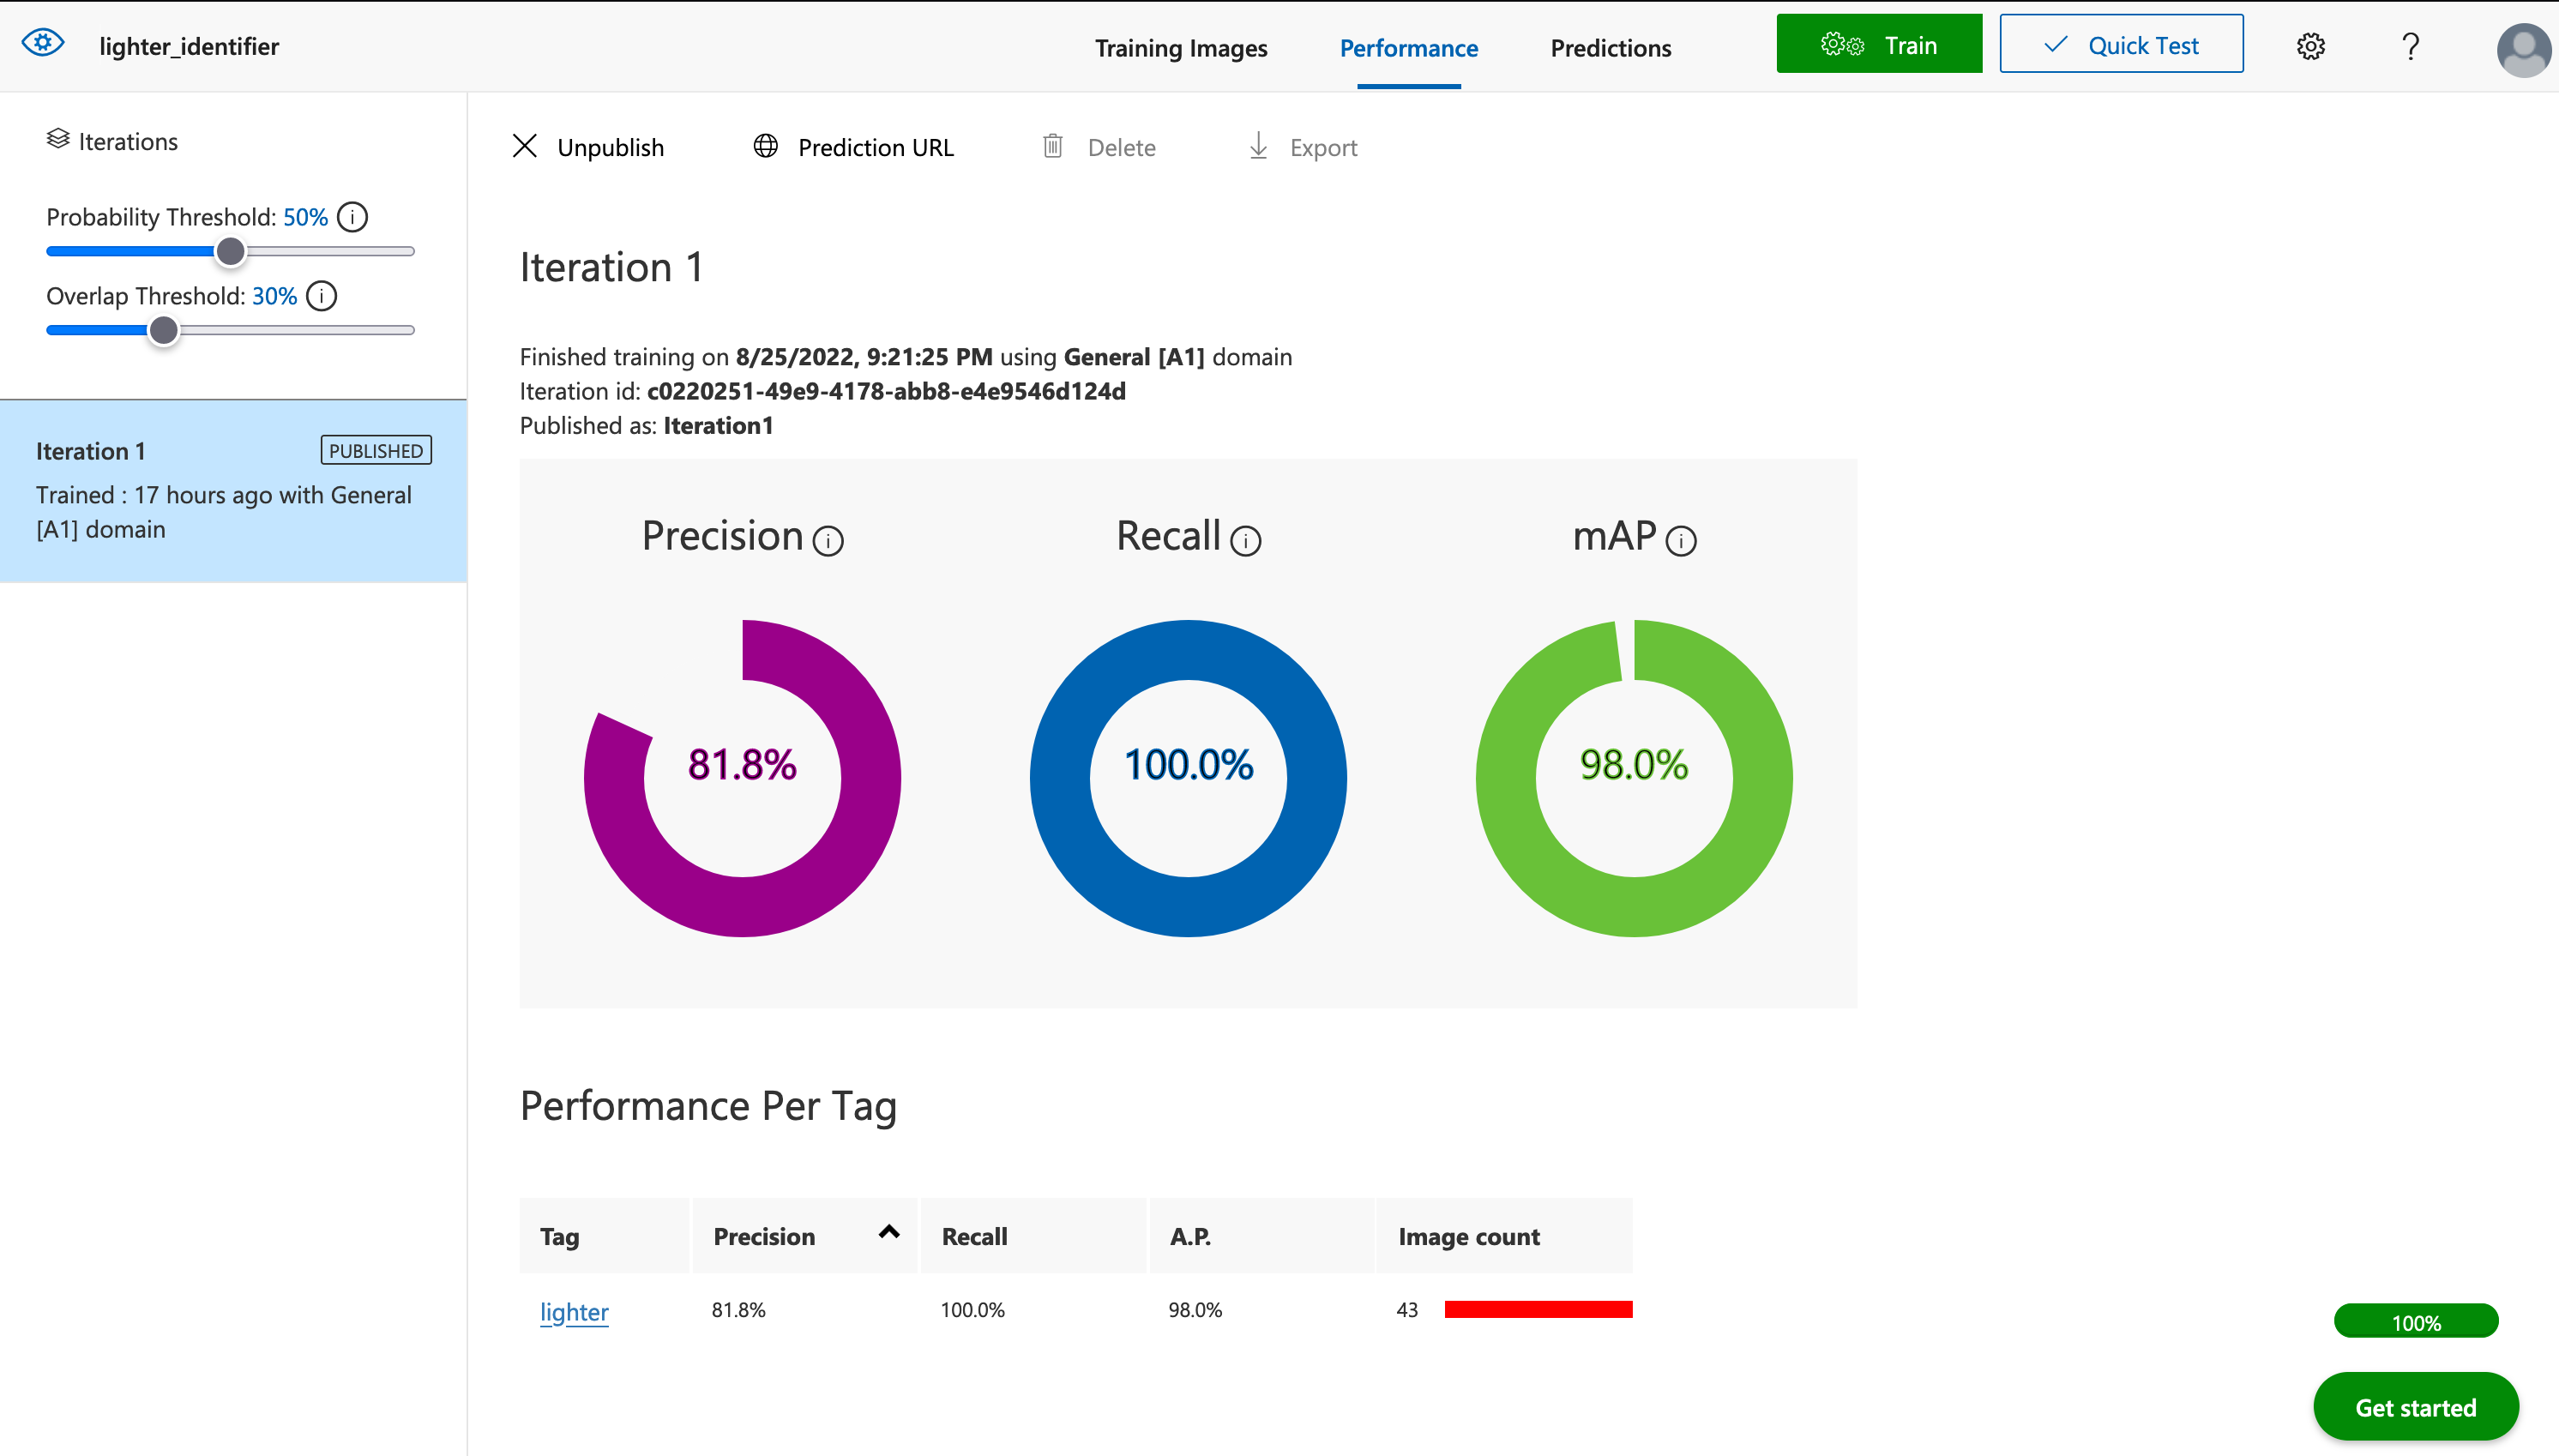 lighter_identifier
Training Images
Performance
Predictions
Train
Quick Test
?
Iterations
Probability Threshold: 50% i
Overlap Threshold: 30% i
Iteration 1
PUBLISHED
Trained : 17 hours ago with General
[A1] domain
Unpublish
Prediction URL
Delete
Export
Iteration 1
Finished training on 8/25/2022, 9:21:25 PM using General [A1] domain
Iteration id: c0220251-49e9-4178-abb8-e4e9546d124d
Published as: Iteration1
Precision i
Recall i
mAP i
81.8%
100.0%
98.0%
Performance Per Tag
Tag Precision Recall A.P. Image count
lighter 81.8% 100.0% 98.0% 43
100%
Get started